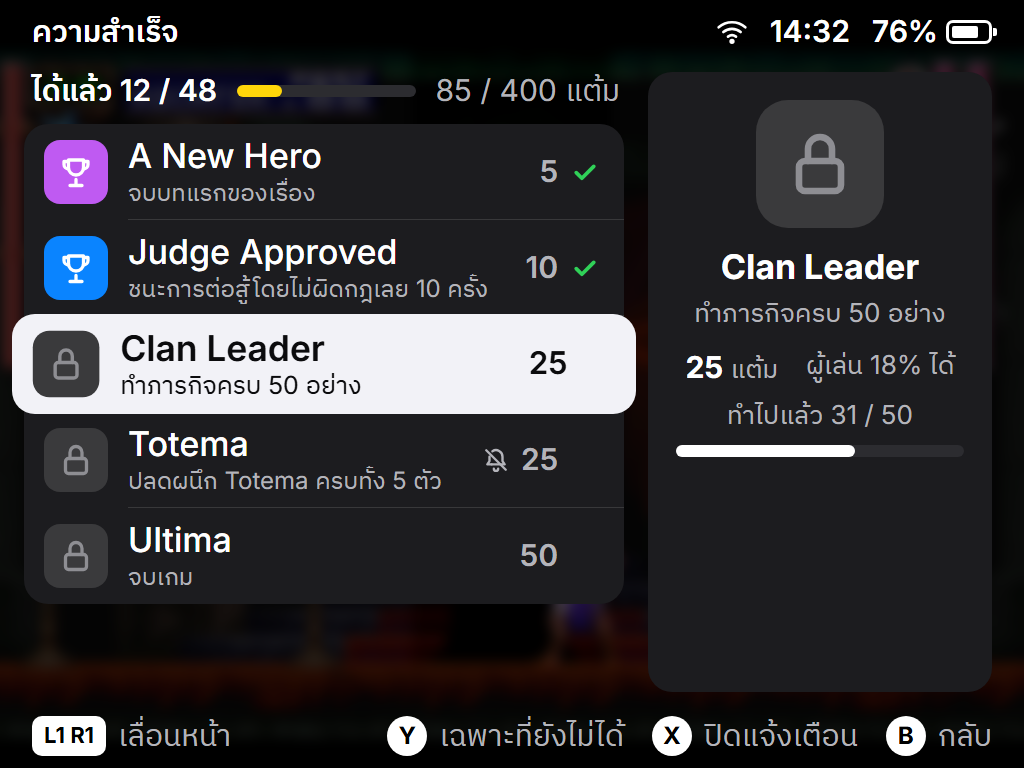 ความสำเร็จ
14:32 76%
ได้แล้ว 12 / 48
85 / 400 แต้ม
A New Hero
จบบทแรกของเรื่อง
5
Judge Approved
ชนะการต่อสู้โดยไม่ผิดกฎเลย 10 ครั้ง
10
Clan Leader
ทำภารกิจครบ 50 อย่าง
25
Totema
ปลดผนึก Totema ครบทั้ง 5 ตัว
25
Ultima
จบเกม
50
Clan Leader
ทำภารกิจครบ 50 อย่าง
25 แต้ม ผู้เล่น 18% ได้
ทำไปแล้ว 31 / 50
L1 R1 เลื่อนหน้า
Y เฉพาะที่ยังไม่ได้
X ปิดแจ้งเตือน
B กลับ